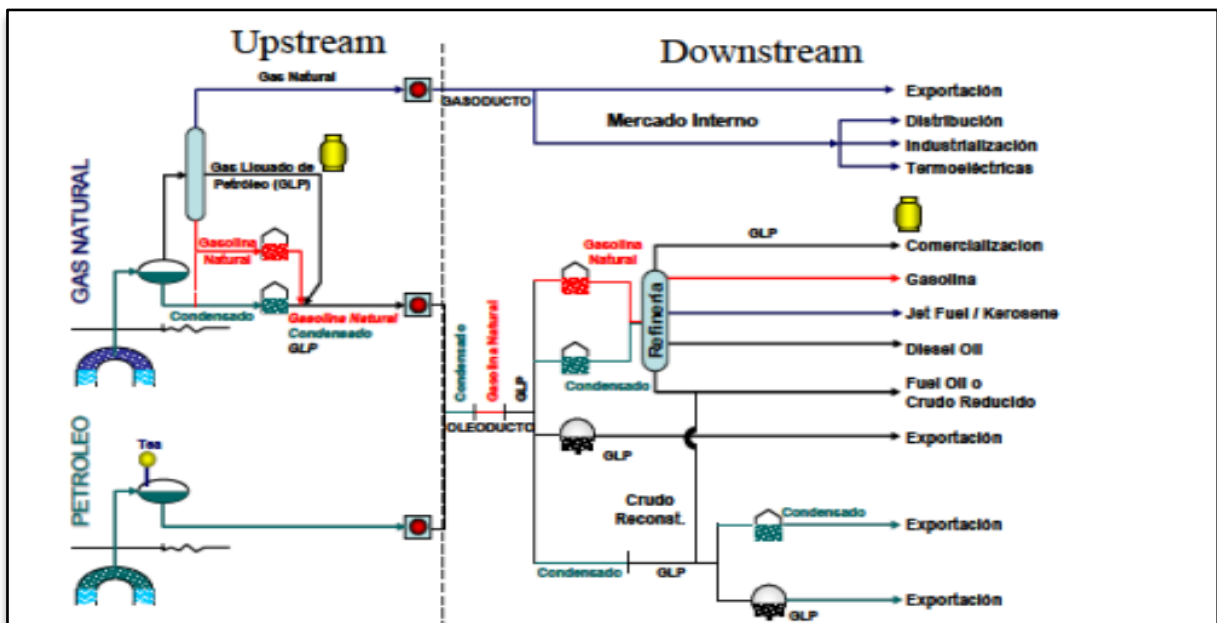 Upstream
Downstream
Gas Natural
GASODUCTO
Exportación
Mercado Interno
Distribución
Industrialización
Termoeléctricas
GAS NATURAL
Gas Licuado de
Petróleo (GLP)
Gasolina
Natural
Condensado
Gasolina Natural
Condensado
GLP
Gasolina
Natural
GLP
Comercializacion
Gasolina
Refinería
Jet Fuel / Kerosene
Diesel Oil
Condensado
Fuel Oil o
Crudo Reducido
Condensado
Gasolina Natural
GLP
OLEODUCTO
GLP
Exportación
PETROLEO
Tea
Crudo
Reconst.
Condensado
Exportación
Condensado
GLP
GLP
Exportación